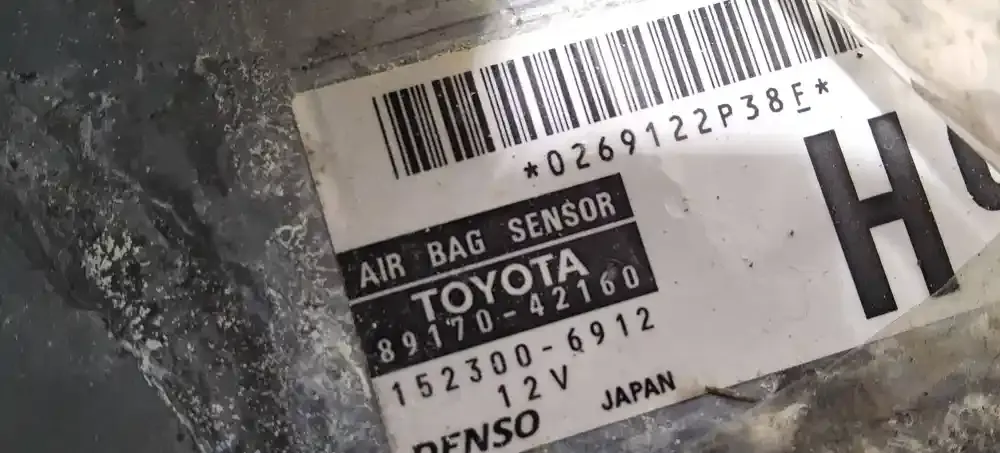 *0269122P38F*
H
AIR BAG SENSOR
TOYOTA
89170-42160
152300-6912
12V
DENSO
JAPAN